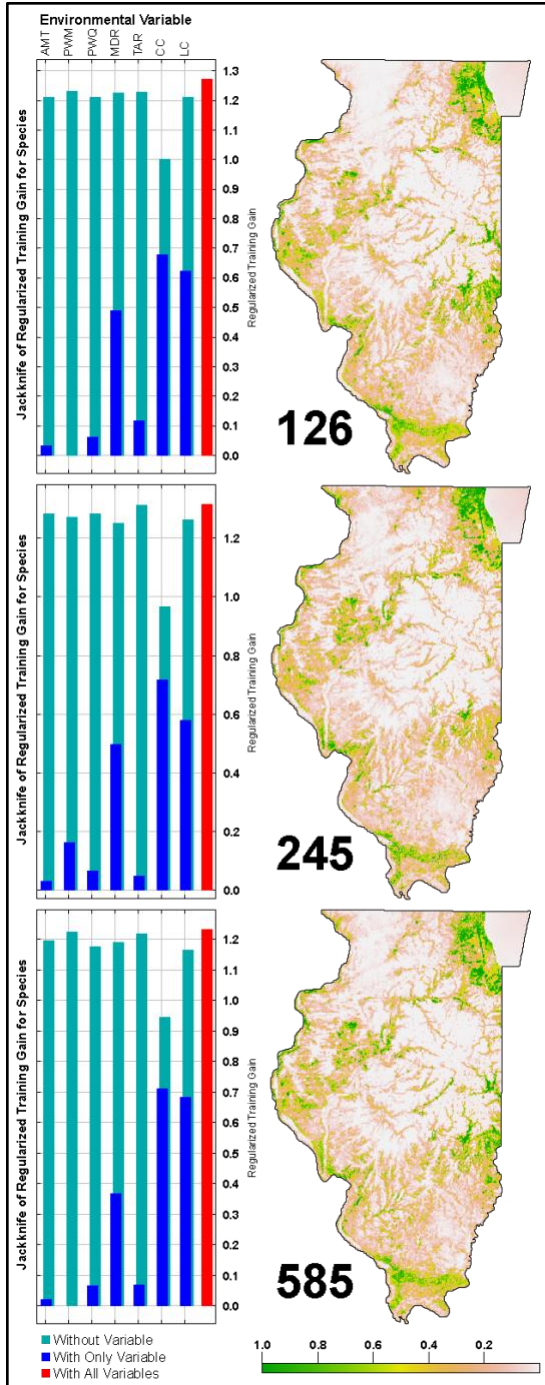 Environmental Variable
AMT
PWM
PWQ
MDR
TAR
CC
LC
Jackknife of Regularized Training Gain for Species
1.3
1.2
1.1
1.0
0.9
0.8
0.7
0.6
0.5
0.4
0.3
0.2
0.1
0.0
Regularized Training Gain
126
Jackknife of Regularized Training Gain for Species
1.2
1.0
0.8
0.6
0.4
0.2
0.0
Regularized Training Gain
245
Jackknife of Regularized Training Gain for Species
1.2
1.1
1.0
0.9
0.8
0.7
0.6
0.5
0.4
0.3
0.2
0.1
0.0
Regularized Training Gain
585
Without Variable
With Only Variable
With All Variables
1.0 0.8 0.6 0.4 0.2